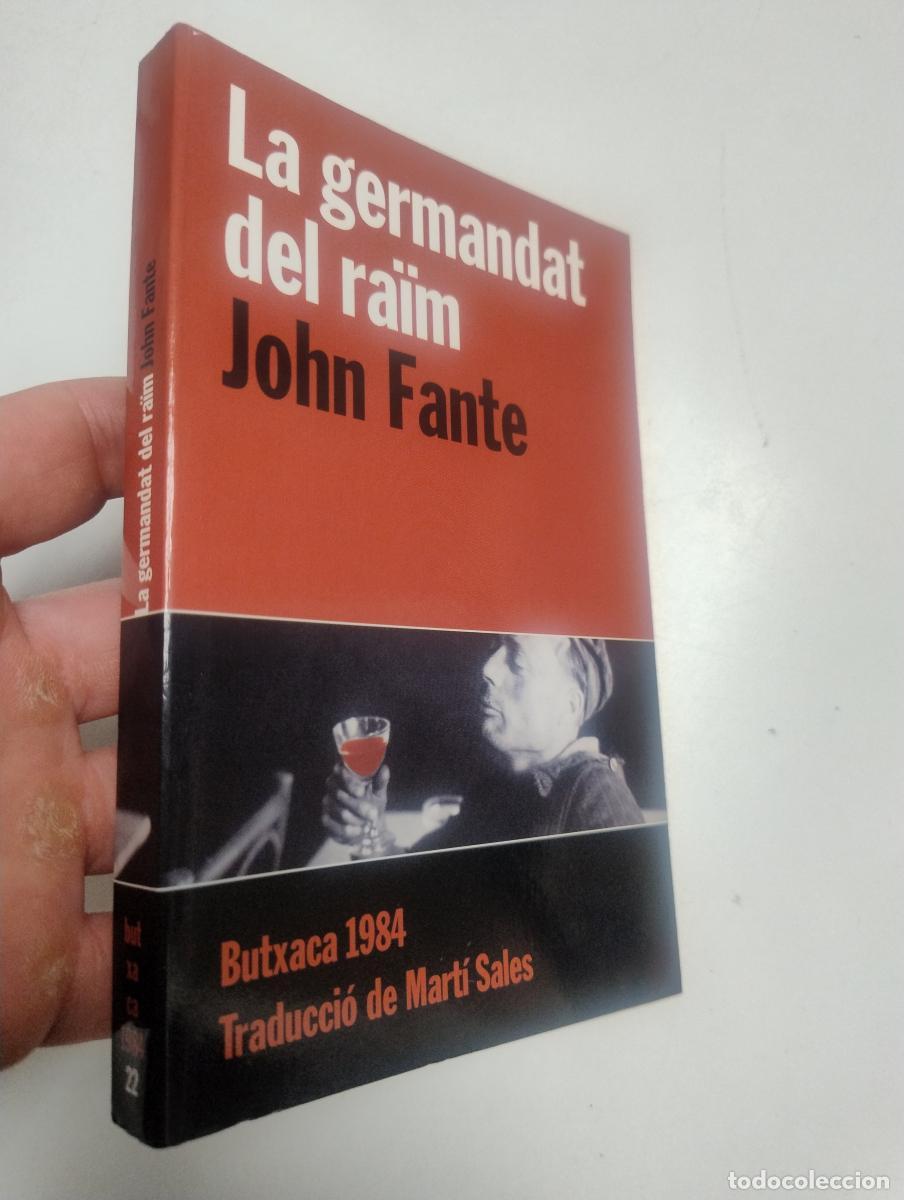 La germandat
del raïm
John Fante
La germandat del raïm John Fante
Butxaca 1984
Traducció de Martí Sales
but
xa
ca
1984
22
todocoleccion